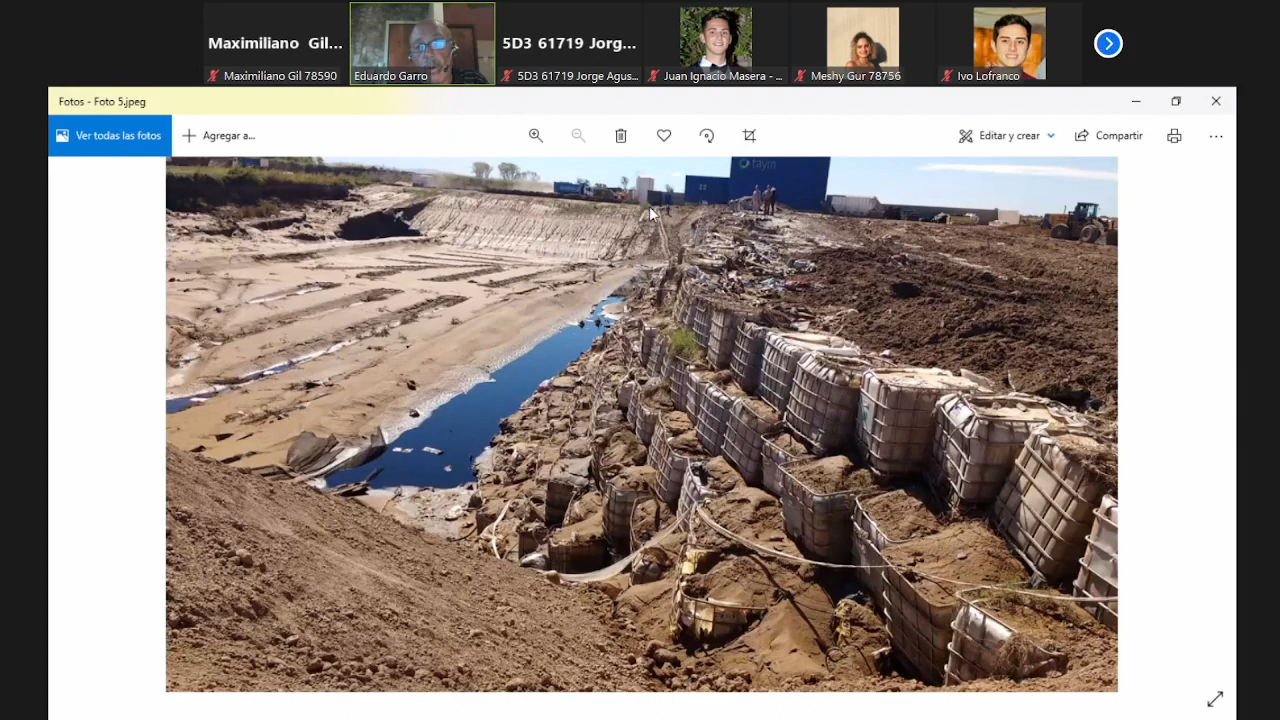 Maximiliano Gil...
5D3 61719 Jorg...
Maximiliano Gil 78590
Eduardo Garro
5D3 61719 Jorge Agus...
Juan Ignacio Masera - ...
Meshy Gur 78756
Ivo Lofranco
Fotos - Foto 5.jpeg
Ver todas las fotos
Agregar a...
Editar y crear
Compartir
taym